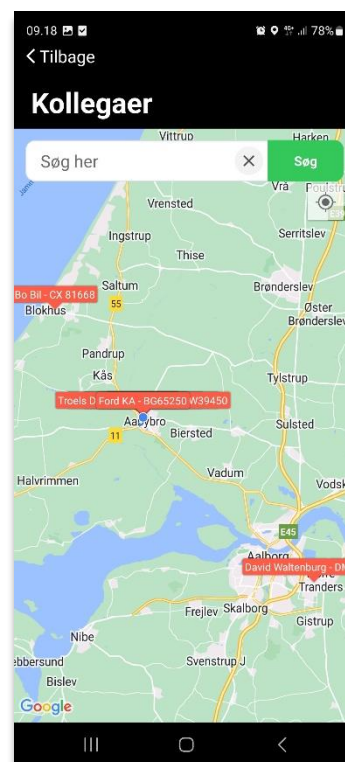 09.18 78%
Tilbage
Kollegaer
Vittrup
Harken
Søg her
Søg
Vrå
Vrensted
Ingstrup
Serritslev
Thise
Saltum
Brønderslev
Bo Bil - CX 81668
55
Blokhus
Øster
Brønderslev
Pandrup
Kås
Tylstrup
Troels D Ford KA - BG65250 W39450
Aabybro
11
Biersted
Sulsted
Vadum
Halvrimmen
Vodsk
E45
Aalborg
David Waltenburg - DM
Tranders
Frejlev
Skalborg
Gistrup
Nibe
ebbersund
Svenstrup J
Bislev
Google